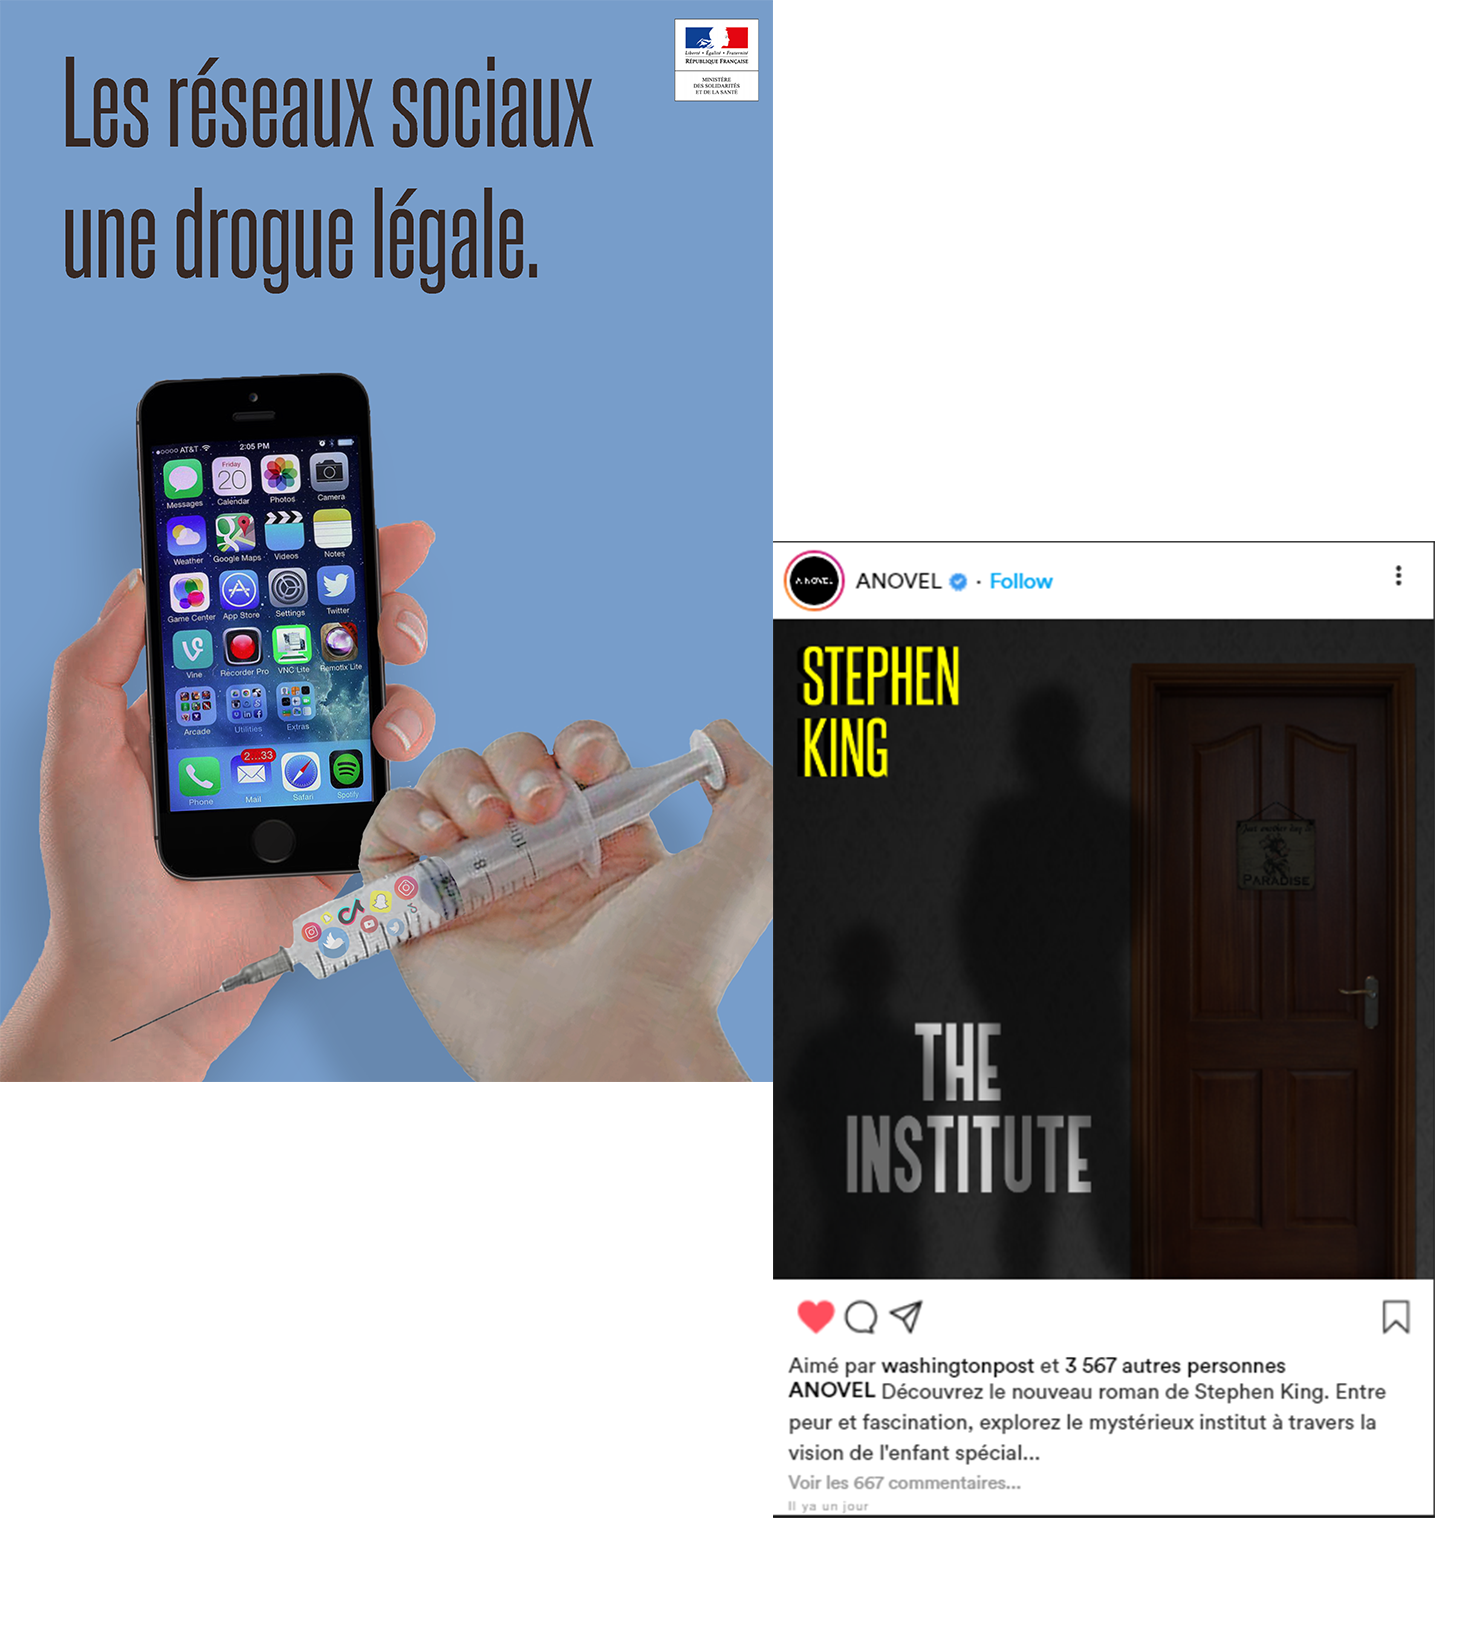 Les réseaux sociaux
une drogue légale.
Liberté • Égalité • Fraternité
RÉPUBLIQUE FRANÇAISE
MINISTÈRE
DES SOLIDARITÉS
ET DE LA SANTÉ
AT&T 2:05 PM
Friday
20
Messages Calendar Photos Camera
Weather Google Maps Videos Notes
Game Center App Store Settings Twitter
Vine Recorder Pro VNC Lite Remotix Lite
Arcade Utilities Extras
2...33
Phone Mail Safari Spotify
8
10
ANOVEL
ANOVEL · Follow
STEPHEN
KING
Just another day in
PARADISE
THE
INSTITUTE
Aimé par washingtonpost et 3 567 autres personnes
ANOVEL Découvrez le nouveau roman de Stephen King. Entre
peur et fascination, explorez le mystérieux institut à travers la
vision de l'enfant spécial...
Voir les 667 commentaires...
Il ya un jour